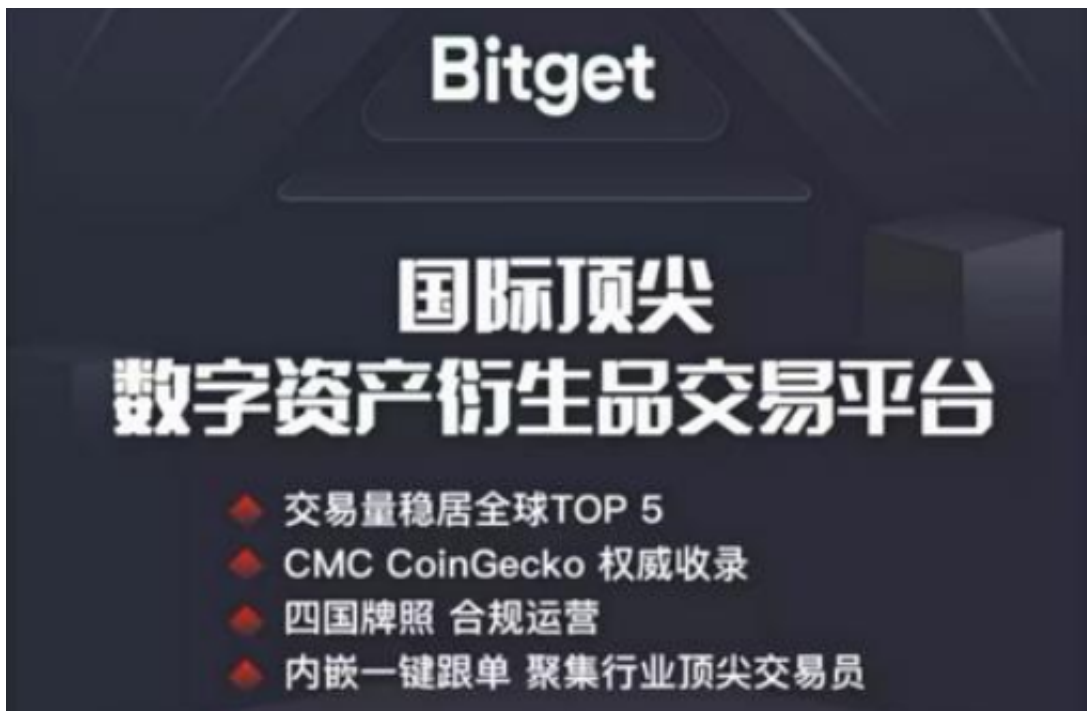 Bitget
国际顶尖
数字资产衍生品交易平台
交易量稳居全球TOP 5
CMC CoinGecko 权威收录
四国牌照 合规运营
内嵌一键跟单 聚集行业顶尖交易员